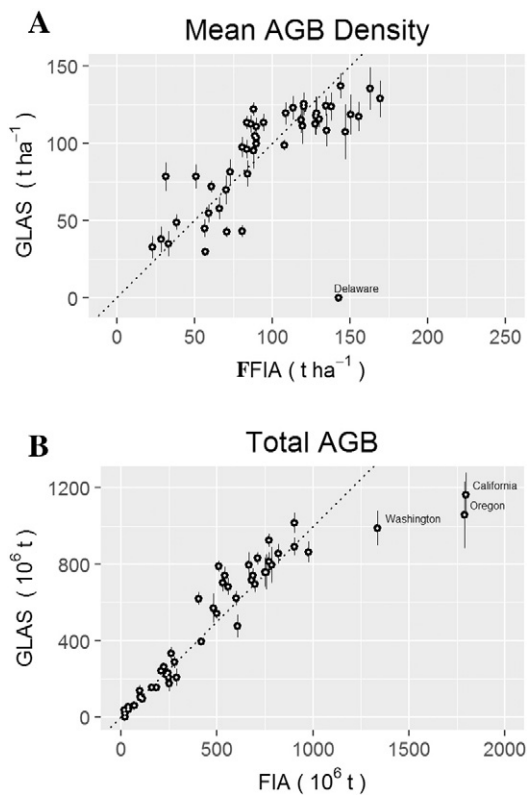 A
Mean AGB Density
150
100
50
0
GLAS ( t ha⁻¹ )
Delaware
0 50 100 150 200 250
FFIA ( t ha⁻¹ )
B
Total AGB
1200
800
400
0
GLAS (10⁶ t )
California
Oregon
Washington
0 500 1000 1500 2000
FIA (10⁶ t )